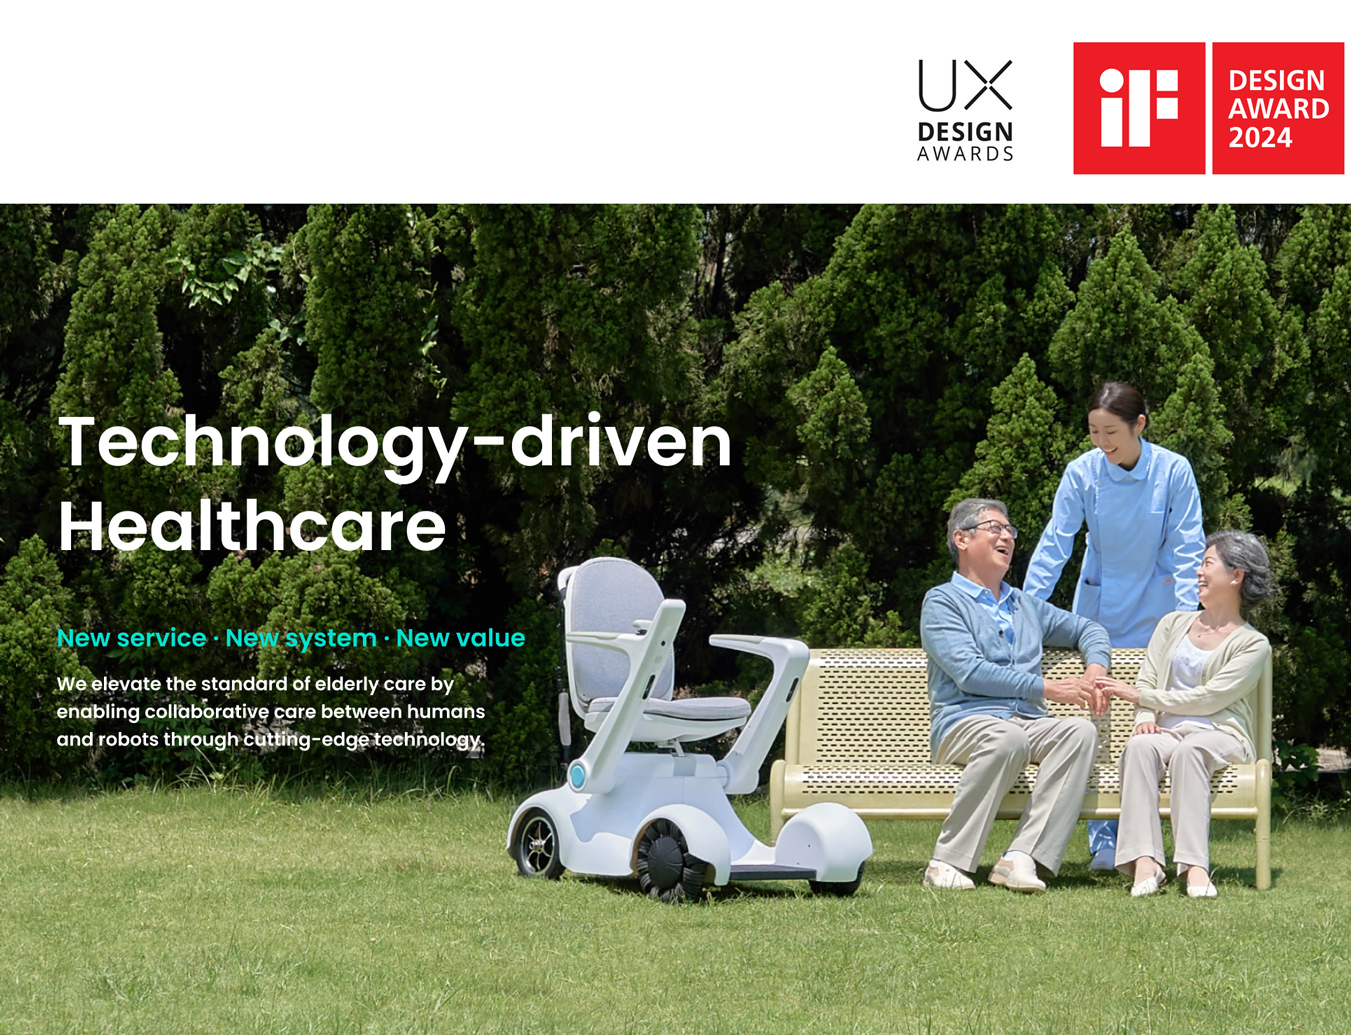 UX
DESIGN
AWARDS
iF
DESIGN
AWARD
2024
Technology-driven
Healthcare
New service · New system · New value
We elevate the standard of elderly care by
enabling collaborative care between humans
and robots through cutting-edge technology.